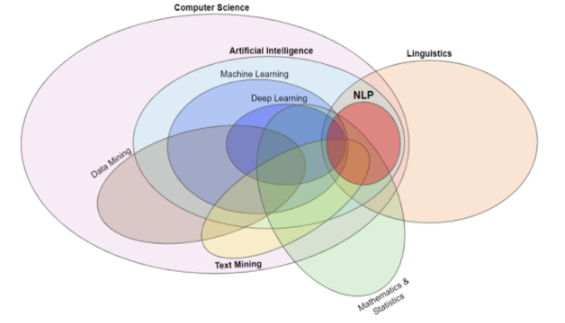 Computer Science
Artificial Intelligence
Linguistics
Machine Learning
NLP
Deep Learning
Data Mining
Text Mining
Mathematics &
Statistics